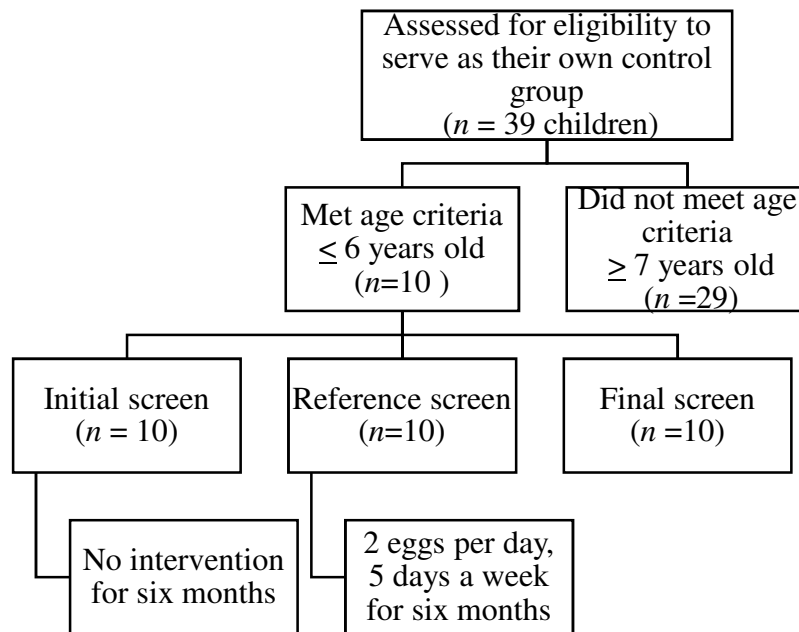 Assessed for eligibility to
serve as their own control
group
(n = 39 children)
Met age criteria
≤ 6 years old
(n=10 )
Did not meet age
criteria
≥ 7 years old
(n =29)
Initial screen
(n = 10)
Reference screen
(n=10)
Final screen
(n =10)
No intervention
for six months
2 eggs per day,
5 days a week
for six months